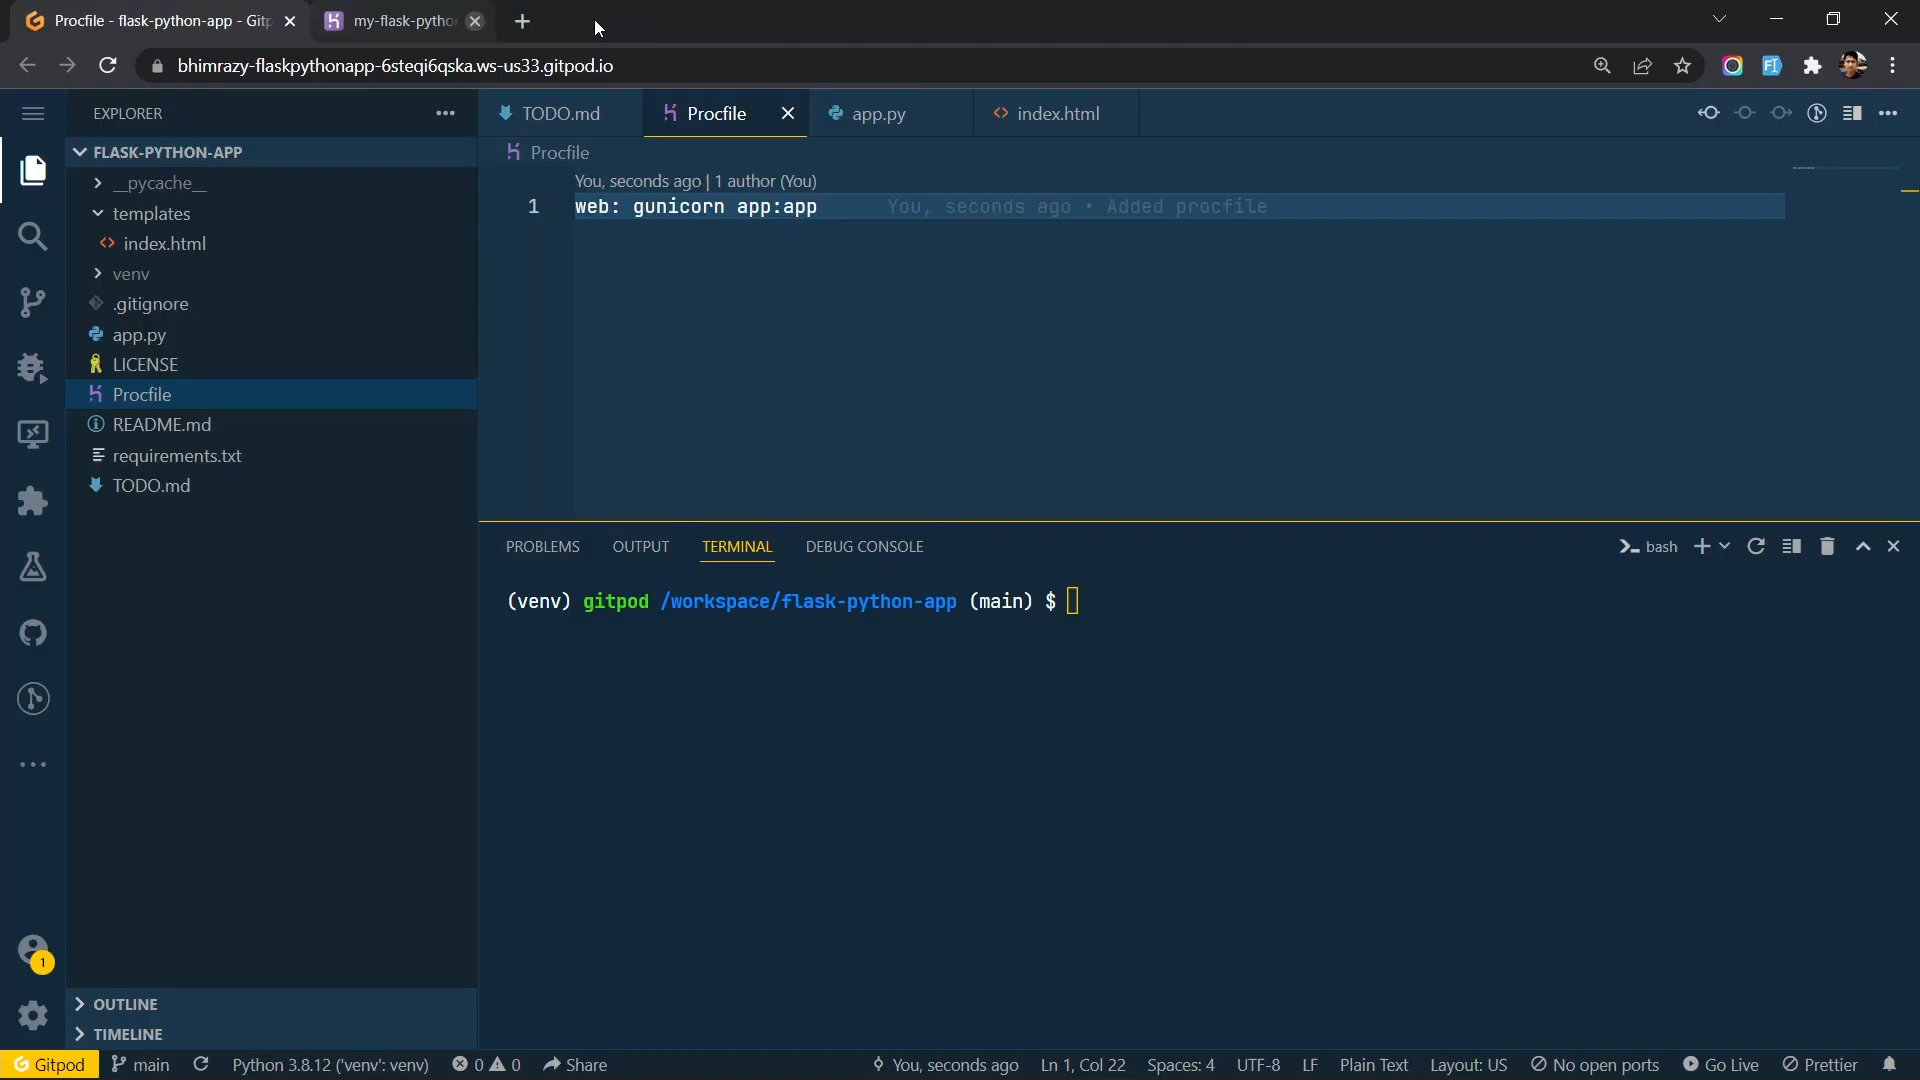 Procfile - flask-python-app - Gitp
my-flask-pytho
bhimrazy-flaskpythonapp-6steqi6qska.ws-us33.gitpod.io
EXPLORER
TODO.md
Procfile
app.py
index.html
FLASK-PYTHON-APP
Procfile
__pycache__
You, seconds ago | 1 author (You)
templates
1 web: gunicorn app:app You, seconds ago • Added procfile
index.html
venv
.gitignore
app.py
LICENSE
Procfile
README.md
requirements.txt
TODO.md
PROBLEMS OUTPUT TERMINAL DEBUG CONSOLE
bash
(venv) gitpod /workspace/flask-python-app (main) $
1
OUTLINE
TIMELINE
Gitpod main Python 3.8.12 ('venv': venv) 0 0 Share You, seconds ago Ln 1, Col 22 Spaces: 4 UTF-8 LF Plain Text Layout: US No open ports Go Live Prettier